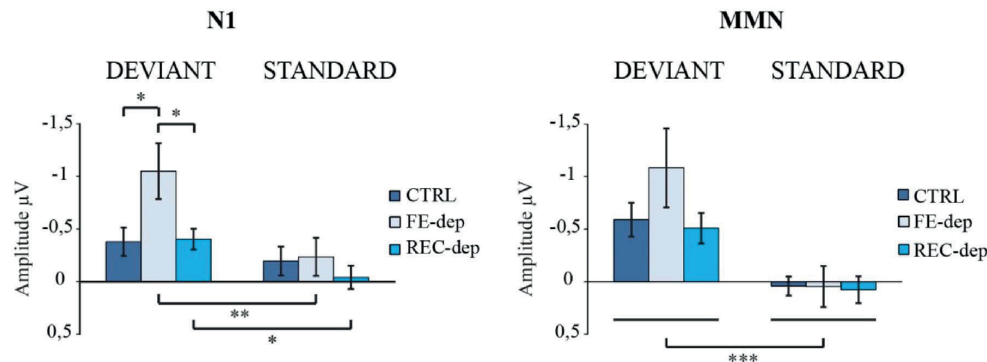 N1
DEVIANT STANDARD
*
*
Amplitude µV
-1,5
-1
-0,5
0
0,5
CTRL
FE-dep
REC-dep
**
*
MMN
DEVIANT STANDARD
Amplitude µV
-1,5
-1
-0,5
0
0,5
CTRL
FE-dep
REC-dep
***